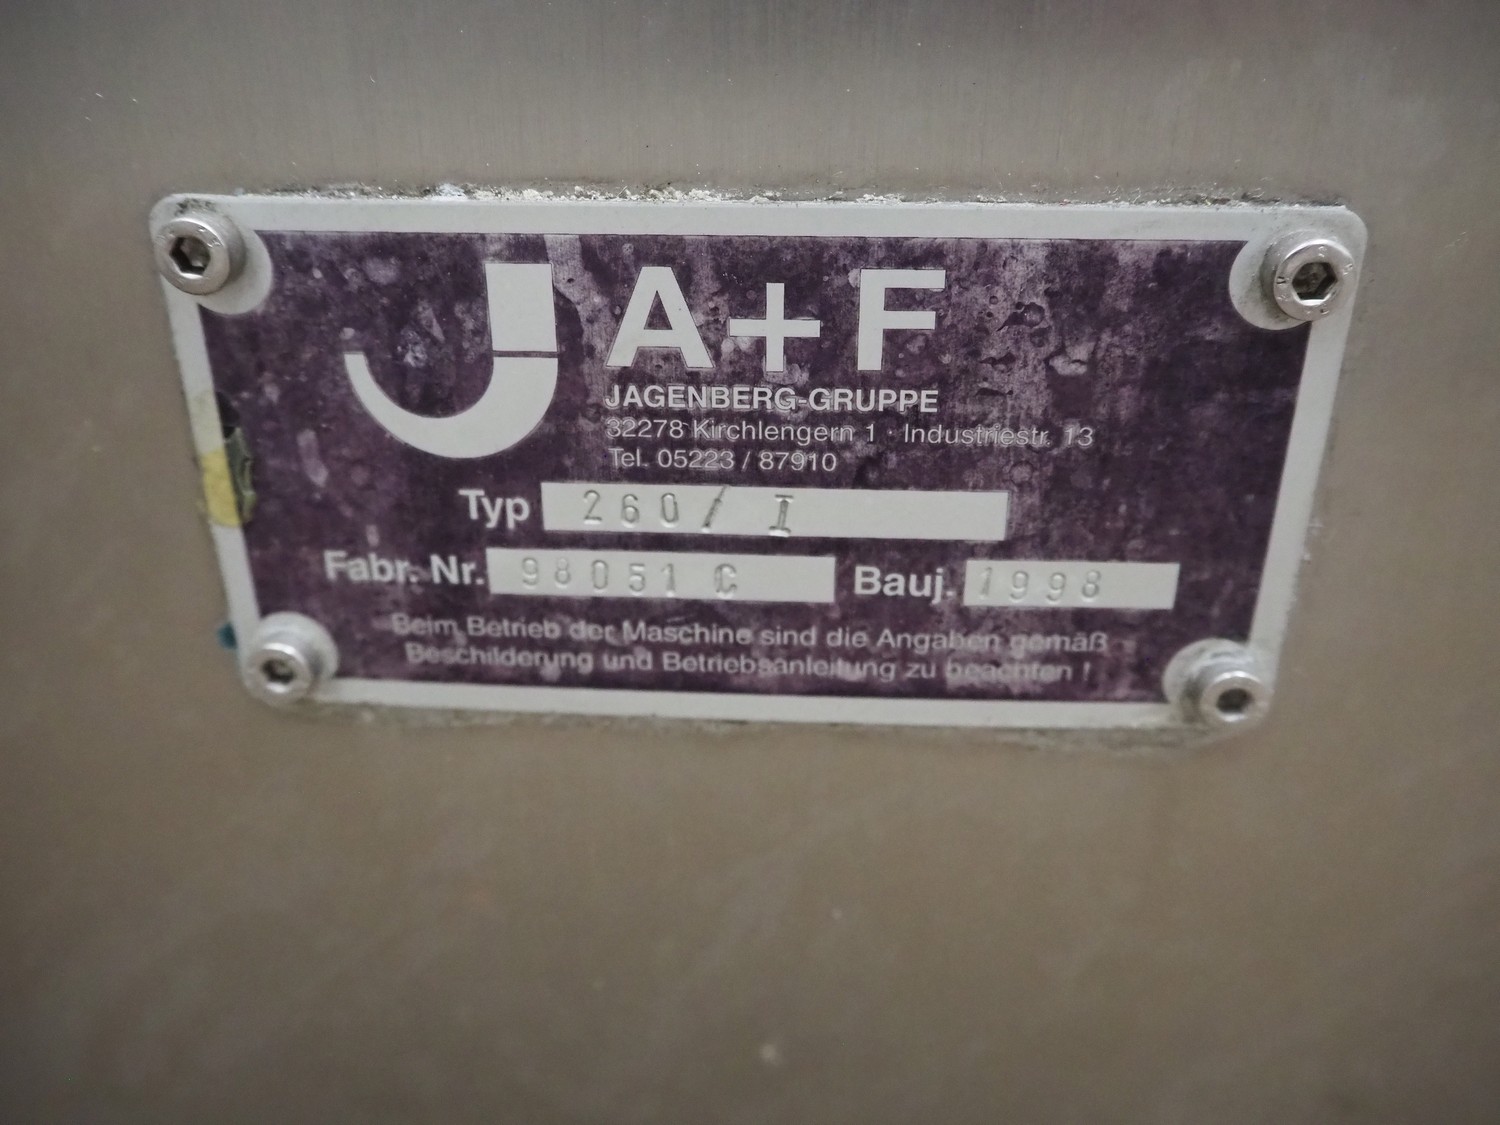 A+F
JAGENBERG-GRUPPE
32278 Kirchlengern 1 · Industriestr. 13
Tel. 05223 / 87910
Typ 260/ I
Fabr. Nr. 98051 C Bauj. 1998
Beim Betrieb der Maschine sind die Angaben gemäß
Beschilderung und Betriebsanleitung zu beachten !